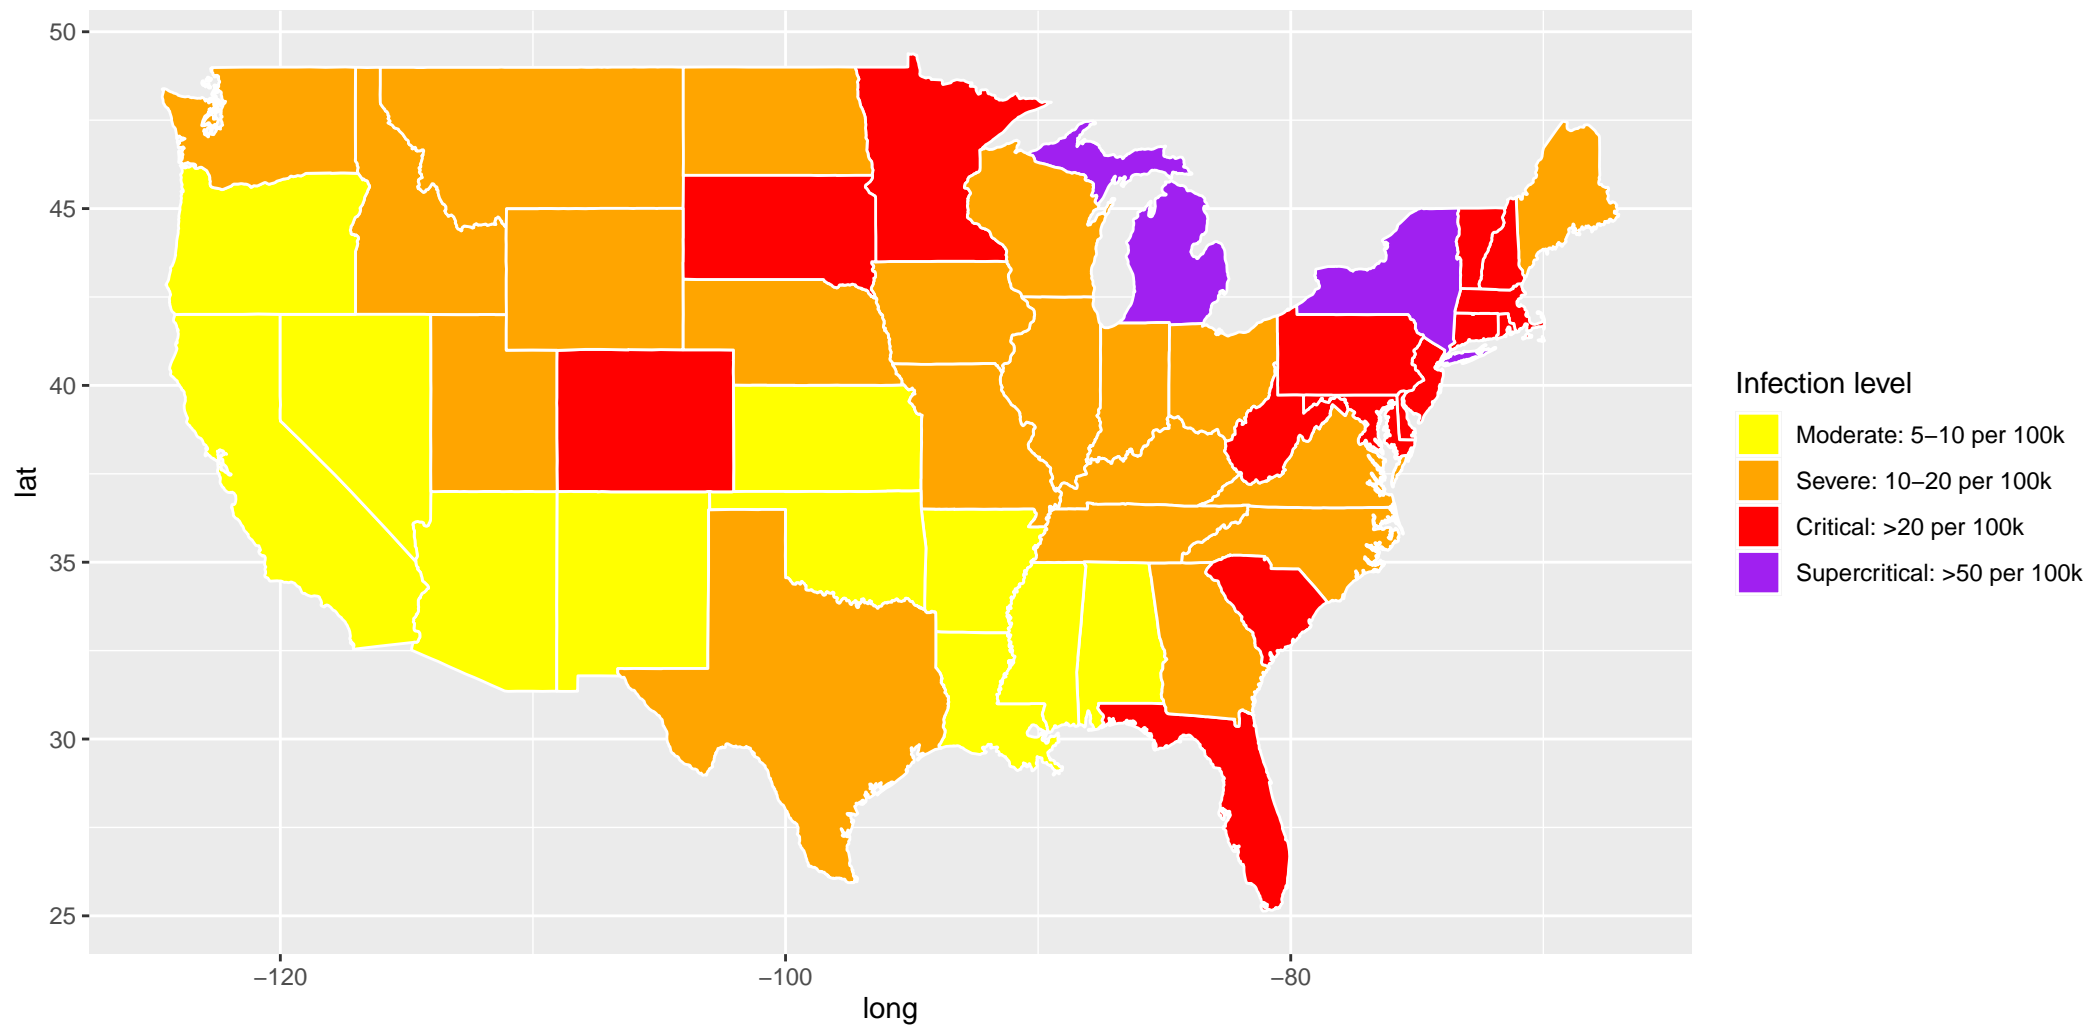 50
45
40
35
30
25
lat
−120
−100
−80
long
Infection level
Moderate: 5−10 per 100k
Severe: 10−20 per 100k
Critical: >20 per 100k
Supercritical: >50 per 100k